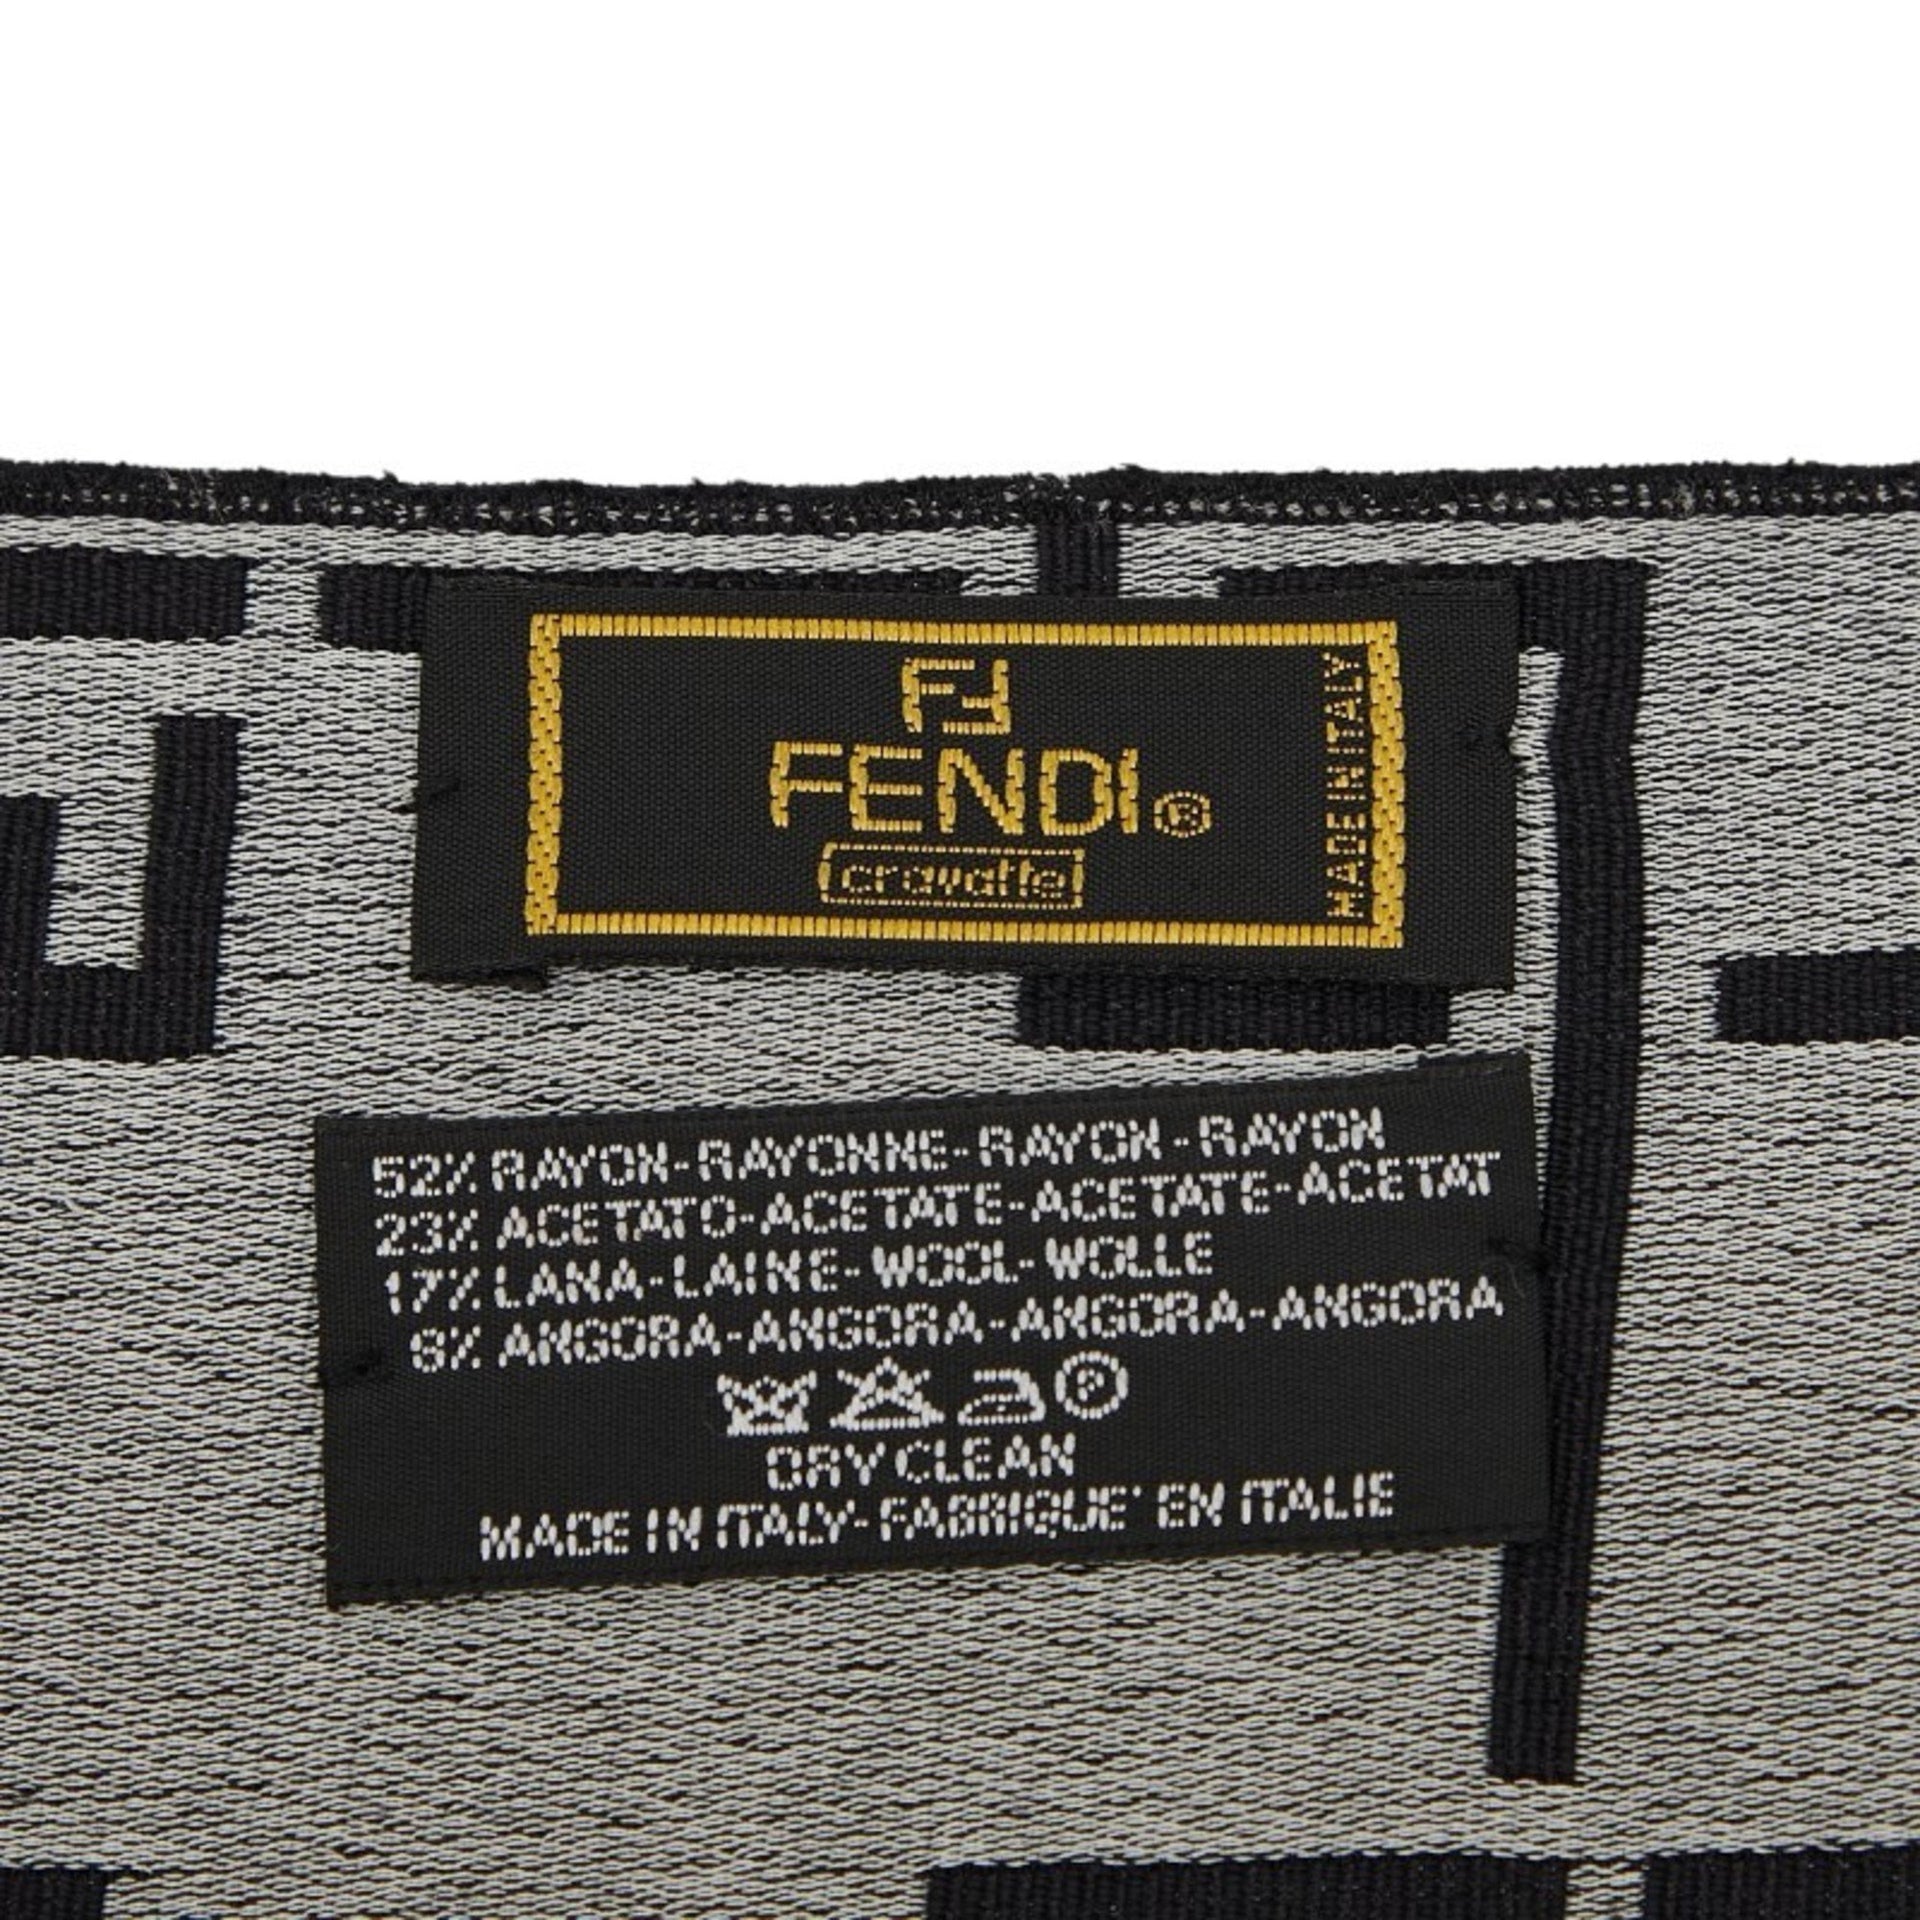 FF
FENDI®
cravatte
MADE IN ITALY
52% RAYON-RAYONNE-RAYON-RAYON
23% ACETATO-ACETATE-ACETATE-ACETAT
17% LANA-LAINE-WOOL-WOLLE
8% ANGORA-ANGORA-ANGORA-ANGORA
P
DRY CLEAN
MADE IN ITALY-FABRIQUE' EN ITALIE